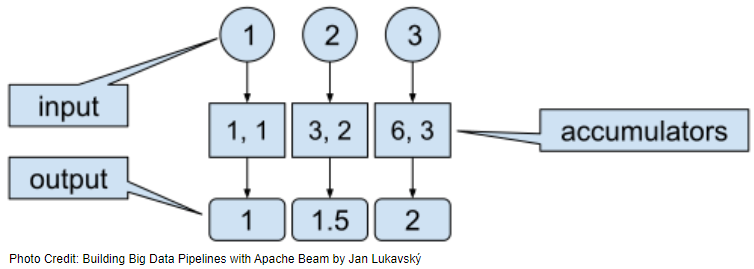 1 2 3
input
1, 1 3, 2 6, 3
accumulators
output
1 1.5 2
Photo Credit: Building Big Data Pipelines with Apache Beam by Jan Lukavský